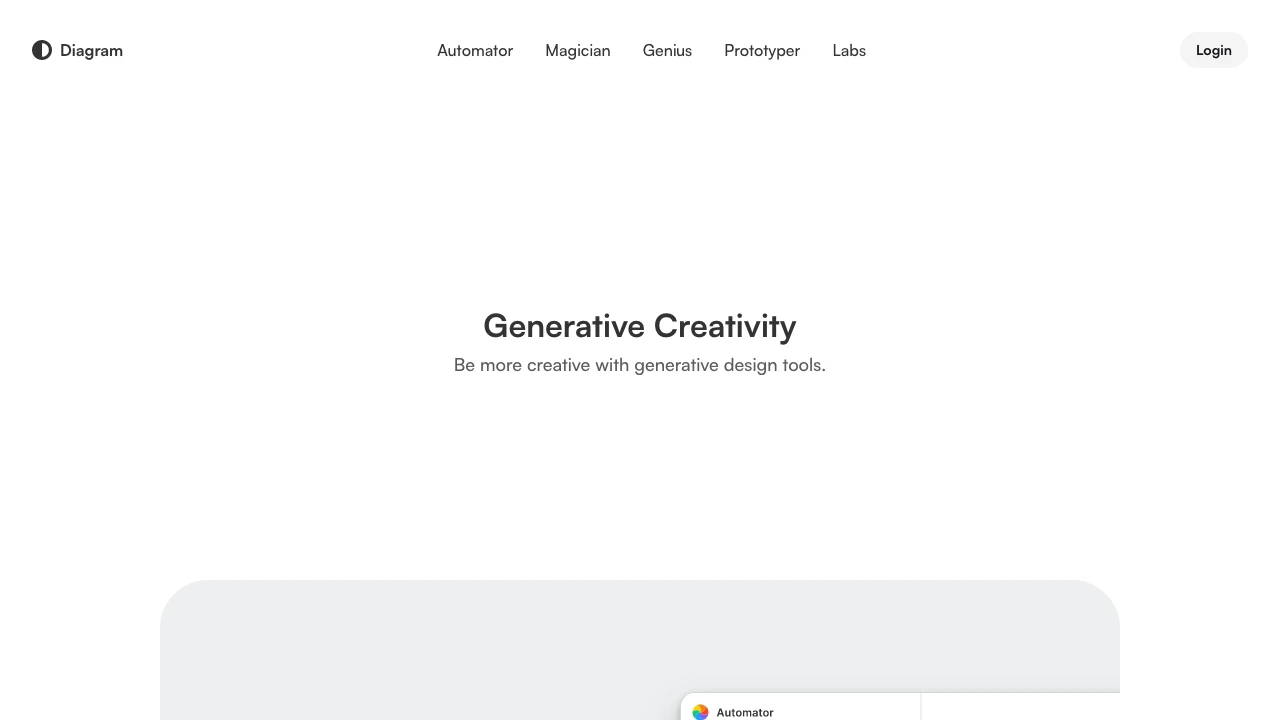 Diagram
Automator Magician Genius Prototyper Labs
Login
Generative Creativity
Be more creative with generative design tools.
Automator